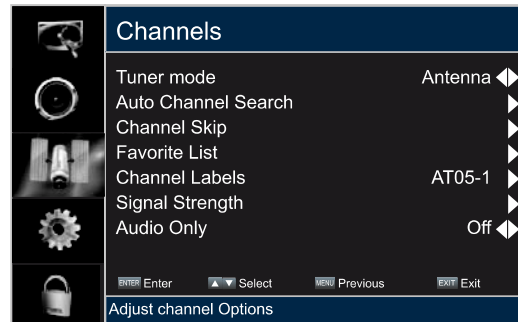 Channels
Tuner mode Antenna
Auto Channel Search
Channel Skip
Favorite List
Channel Labels AT05-1
Signal Strength
Audio Only Off
ENTER Enter Select MENU Previous EXIT Exit
Adjust channel Options